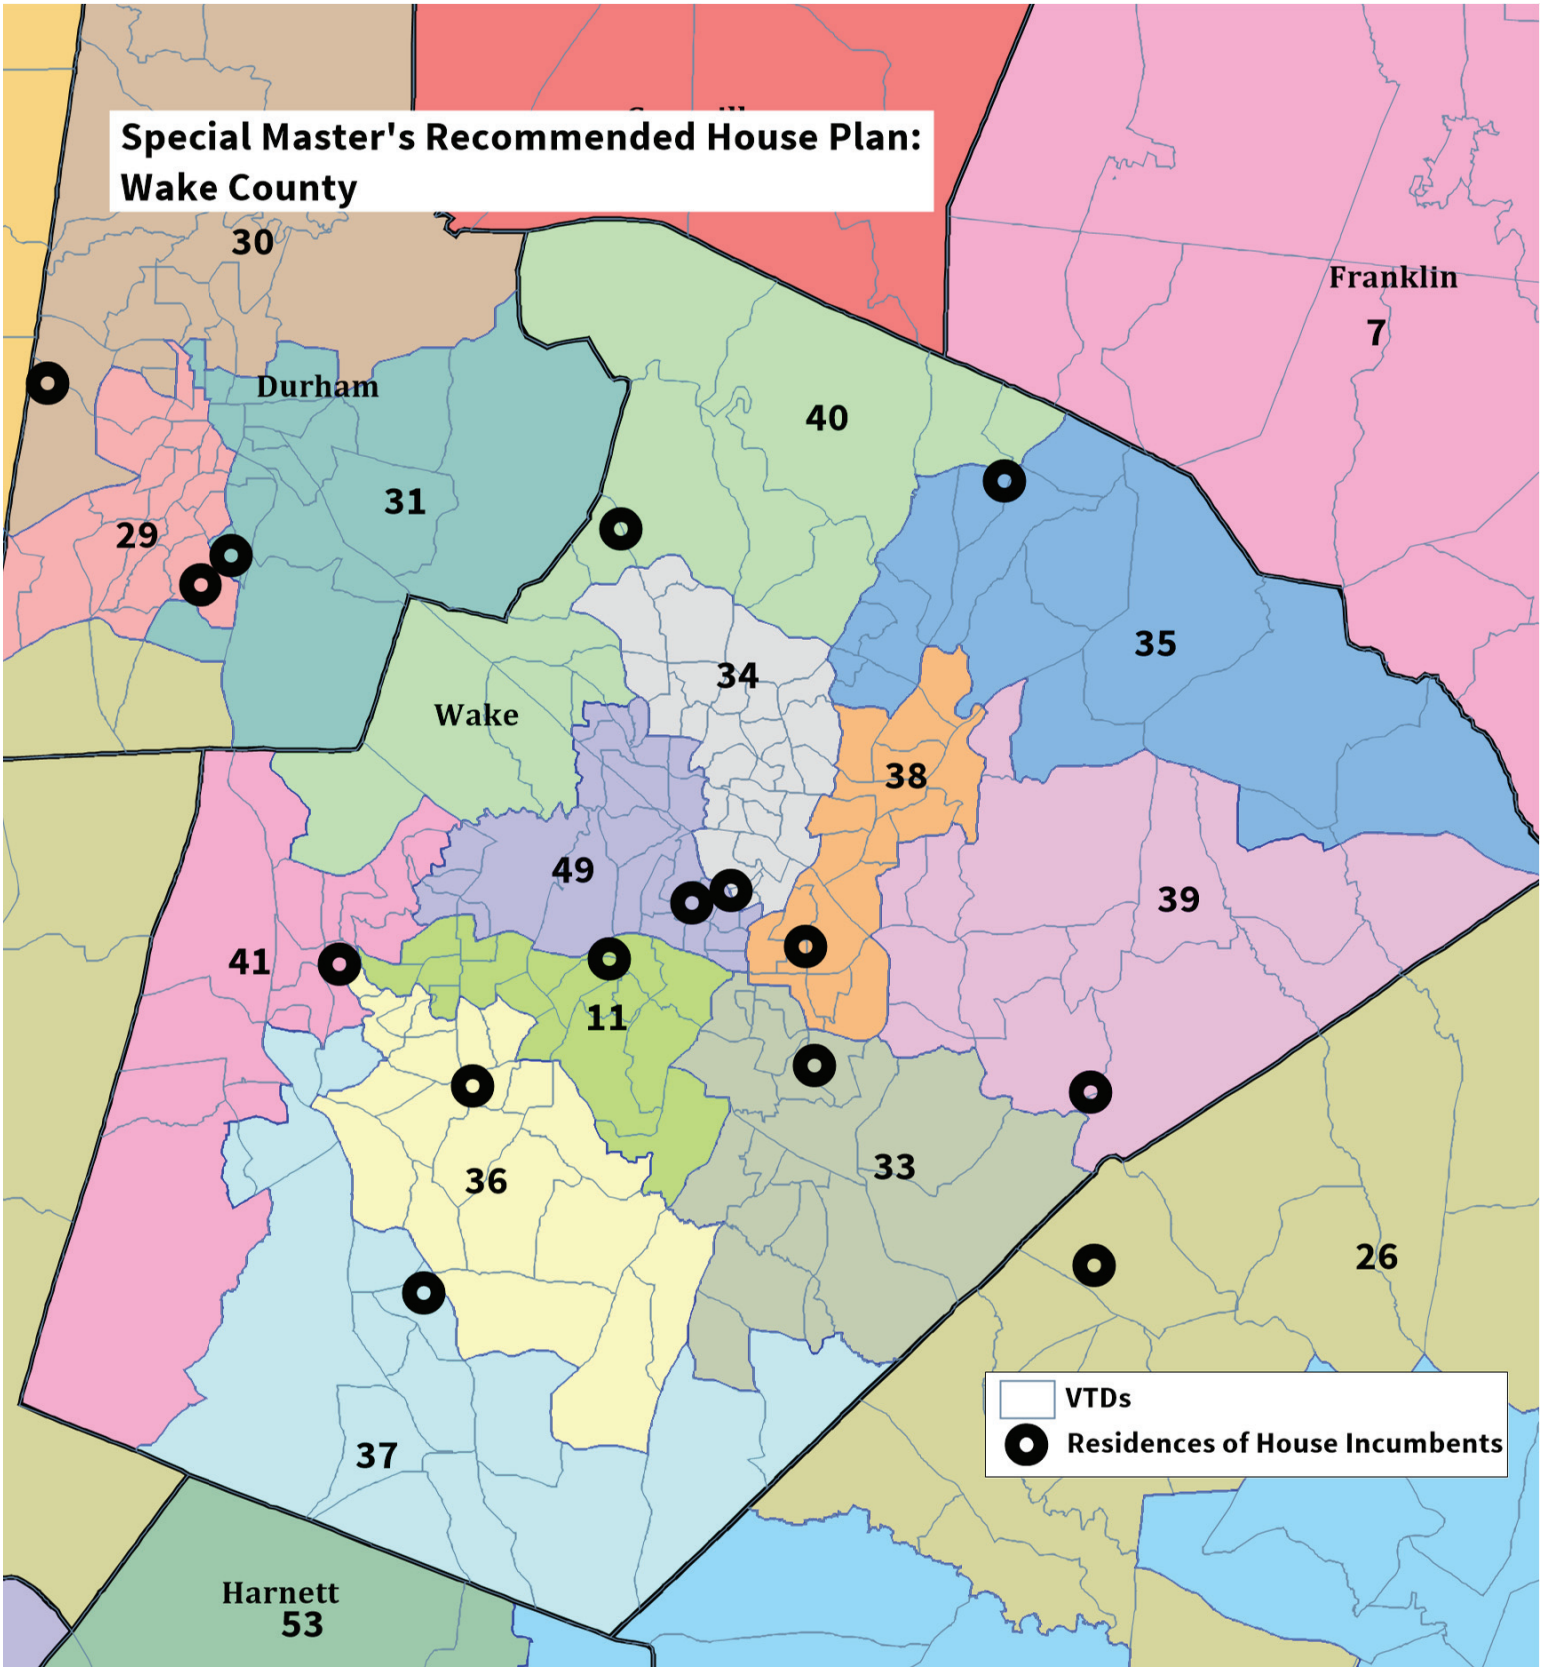 Special Master's Recommended House Plan:
Wake County
30
Franklin
7
Durham
40
31
29
35
34
Wake
38
49
39
41
11
33
36
26
VTDs
Residences of House Incumbents
37
Harnett
53